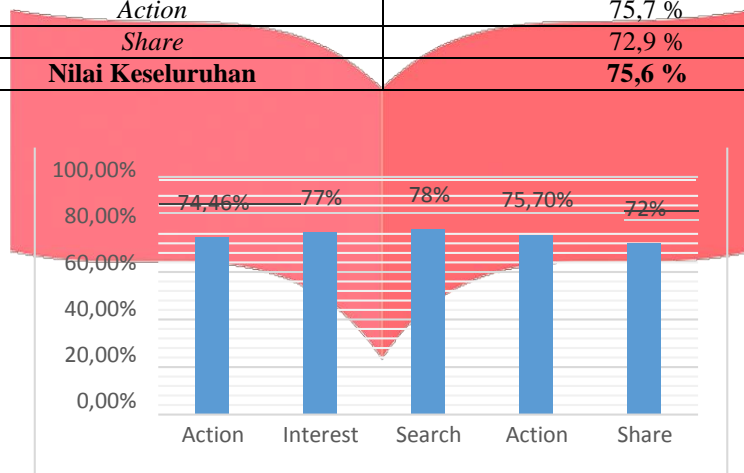 Action 75,7 %
Share 72,9 %
Nilai Keseluruhan 75,6 %
100,00%
80,00%
60,00%
40,00%
20,00%
0,00%
74,46% 77% 78% 75,70% 72%
Action Interest Search Action Share